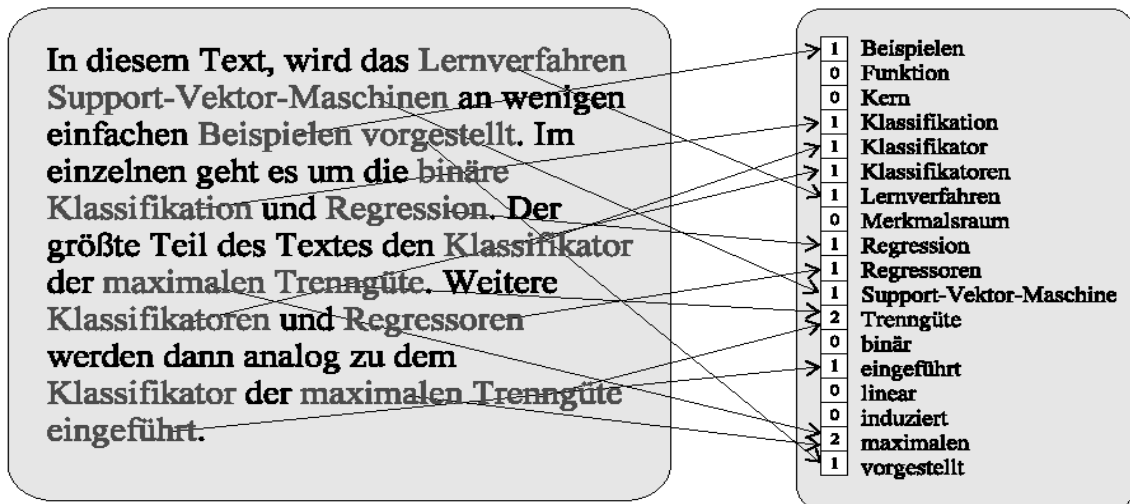 In diesem Text, wird das Lernverfahren
Support-Vektor-Maschinen an wenigen
einfachen Beispielen vorgestellt. Im
einzelnen geht es um die binäre
Klassifikation und Regression. Der
größte Teil des Textes den Klassifikator
der maximalen Trenngüte. Weitere
Klassifikatoren und Regressoren
werden dann analog zu dem
Klassifikator der maximalen Trenngüte
eingeführt.
1 Beispielen
0 Funktion
0 Kern
1 Klassifikation
1 Klassifikator
1 Klassifikatoren
1 Lernverfahren
0 Merkmalsraum
1 Regression
1 Regressoren
1 Support-Vektor-Maschine
2 Trenngüte
0 binär
1 eingeführt
0 linear
0 induziert
2 maximalen
1 vorgestellt